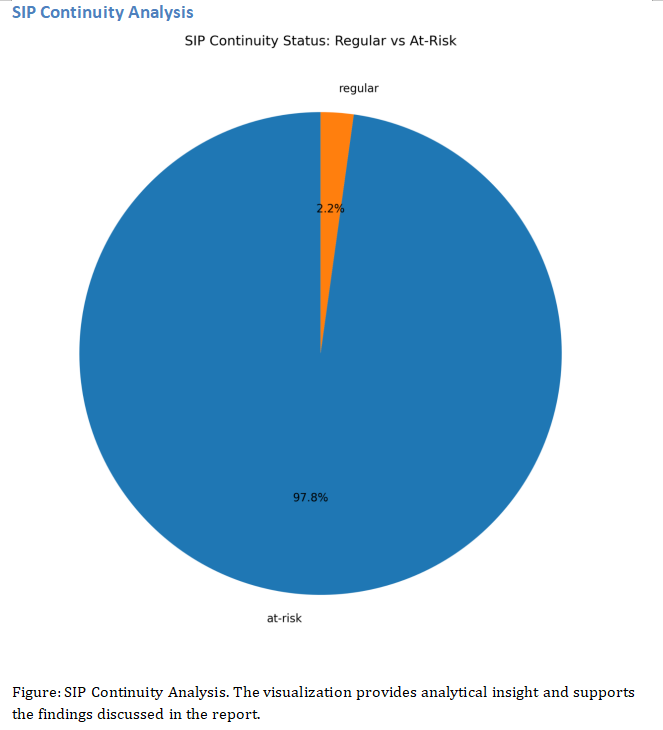 SIP Continuity Analysis
SIP Continuity Status: Regular vs At-Risk
regular
2.2%
97.8%
at-risk
Figure: SIP Continuity Analysis. The visualization provides analytical insight and supports
the findings discussed in the report.